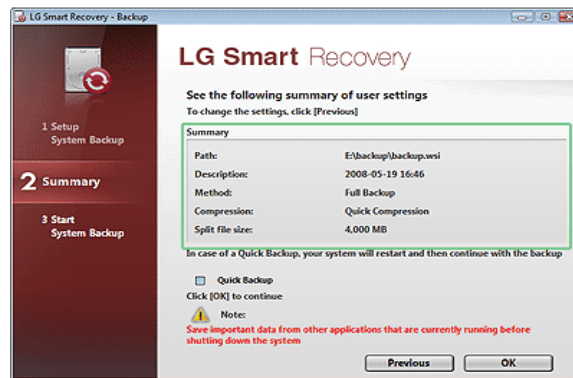 LG Smart Recovery - Backup
LG Smart Recovery
See the following summary of user settings
To change the settings, click [Previous]
1 Setup
System Backup
2 Summary
3 Start
System Backup
Summary
Path: E:\backup\backup.wsi
Description: 2008-05-19 16:46
Method: Full Backup
Compression: Quick Compression
Split file size: 4,000 MB
In case of a Quick Backup, your system will restart and then continue with the backup
Quick Backup
Click [OK] to continue
Note:
Save important data from other applications that are currently running before
shutting down the system
Previous
OK